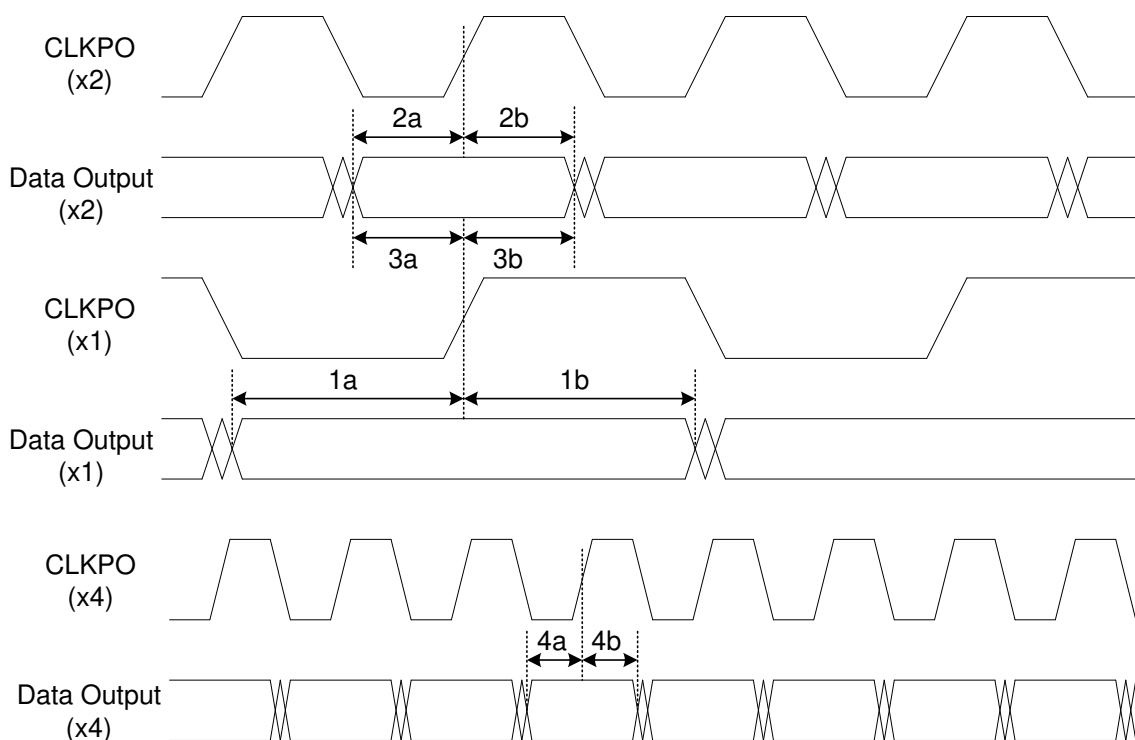 CLKPO
(x2)
2a
2b
Data Output
(x2)
3a
3b
CLKPO
(x1)
1a
1b
Data Output
(x1)
CLKPO
(x4)
4a
4b
Data Output
(x4)